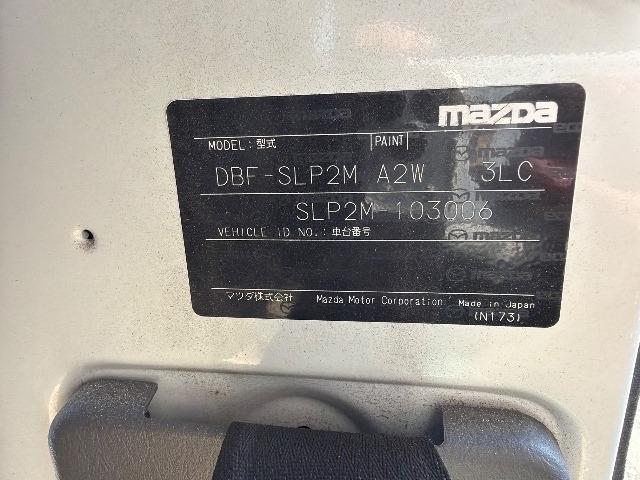 mazda
MODEL:型式 PAINT
DBF-SLP2M A2W 3LC
SLP2M-103006
VEHICLE ID NO.:車台番号
マツダ株式会社 Mazda Motor Corporation Made in Japan
(N173)